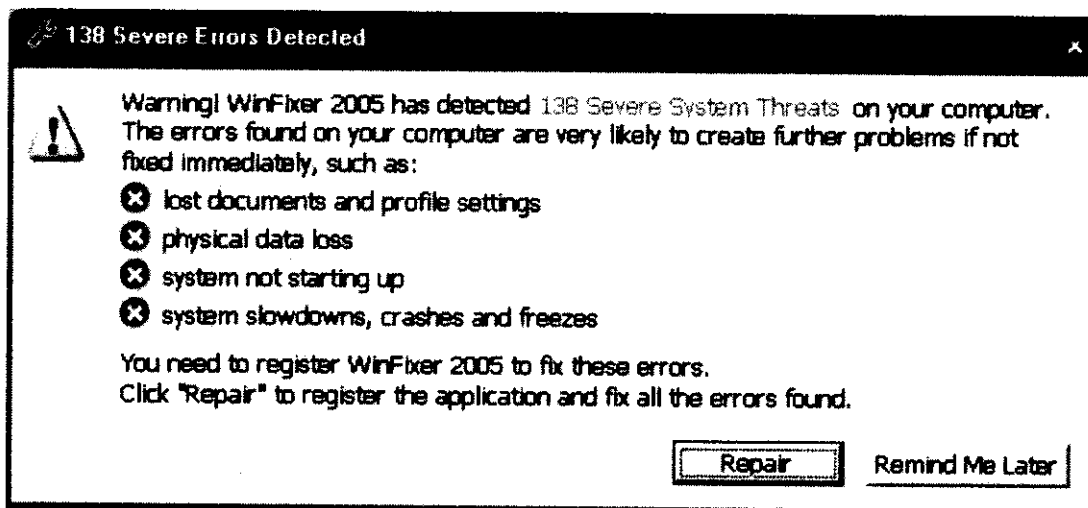 138 Severe Errors Detected
Warning! WinFixer 2005 has detected 138 Severe System Threats on your computer.
The errors found on your computer are very likely to create further problems if not
fixed immediately, such as:
lost documents and profile settings
physical data loss
system not starting up
system slowdowns, crashes and freezes
You need to register WinFixer 2005 to fix these errors.
Click "Repair" to register the application and fix all the errors found.
Repair Remind Me Later